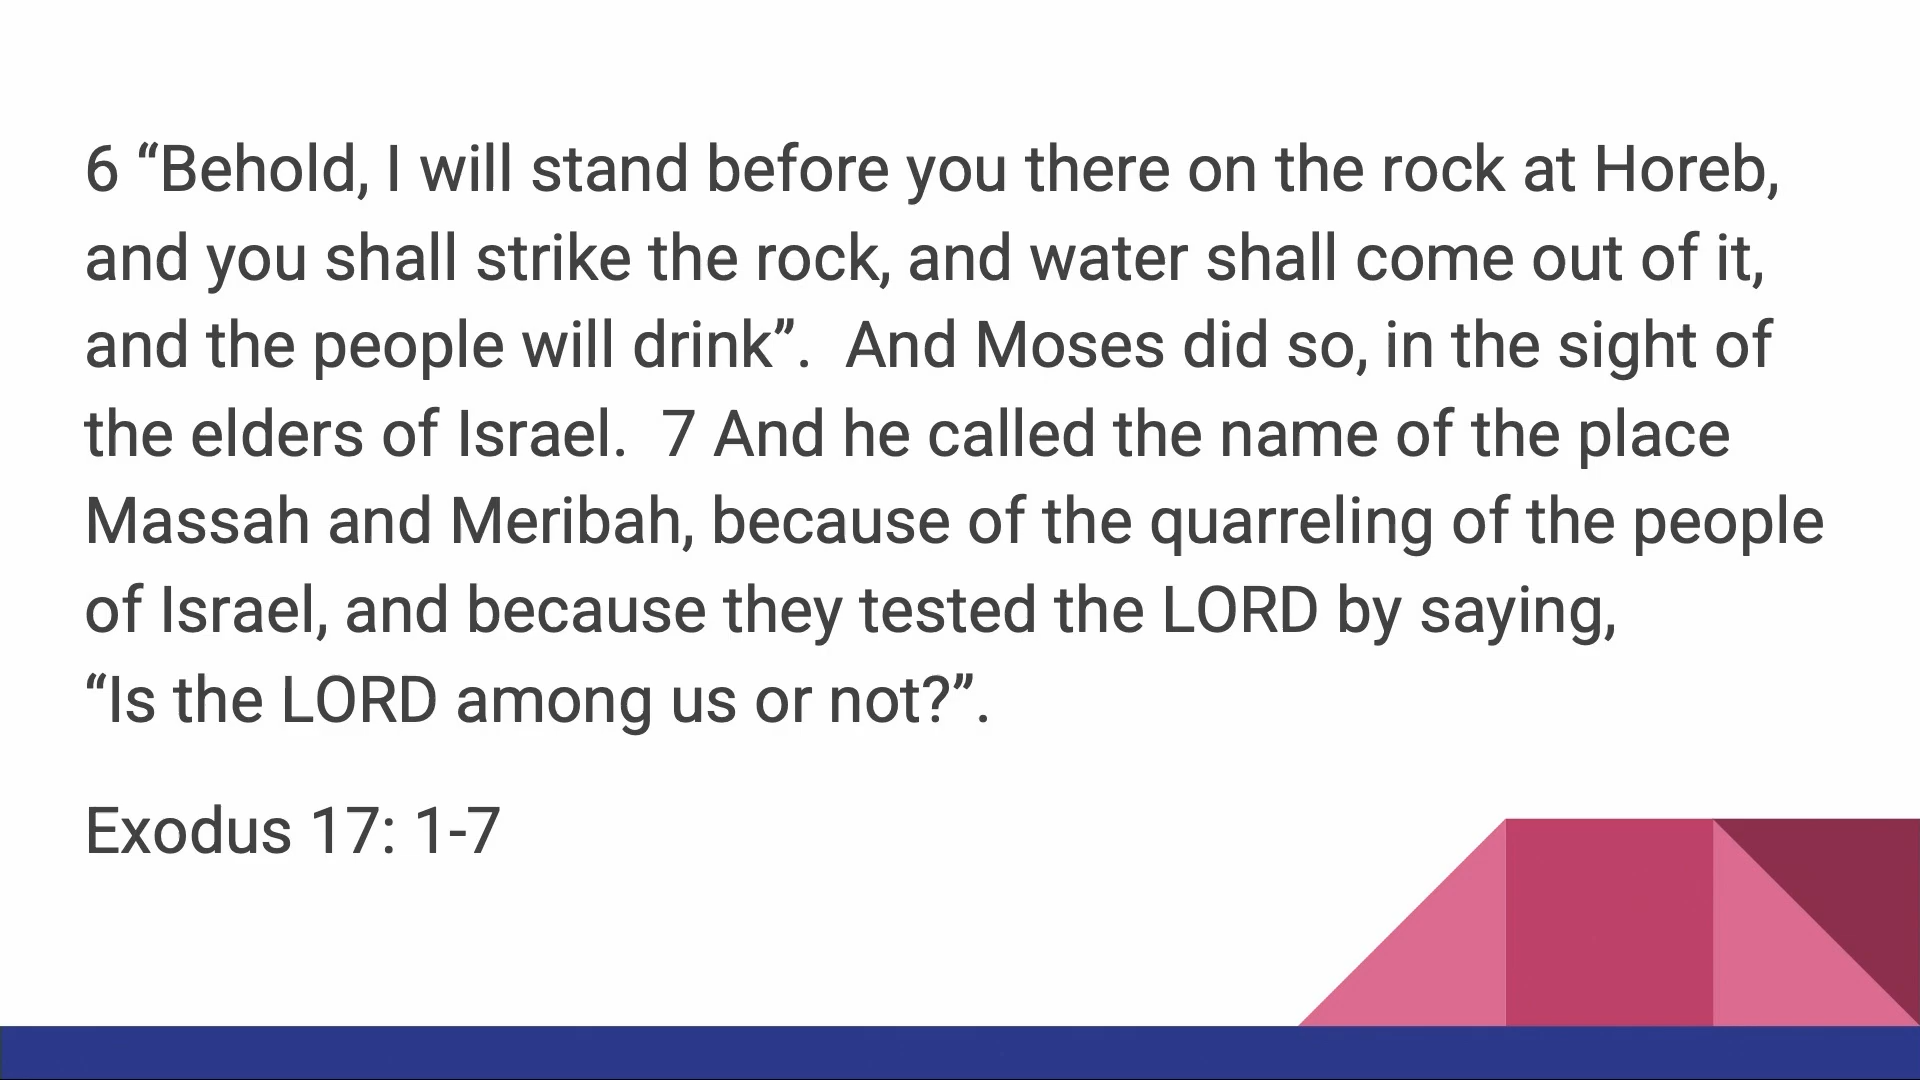 6 “Behold, I will stand before you there on the rock at Horeb,
and you shall strike the rock, and water shall come out of it,
and the people will drink”.  And Moses did so, in the sight of
the elders of Israel.  7 And he called the name of the place
Massah and Meribah, because of the quarreling of the people
of Israel, and because they tested the LORD by saying,
“Is the LORD among us or not?”.
Exodus 17: 1-7